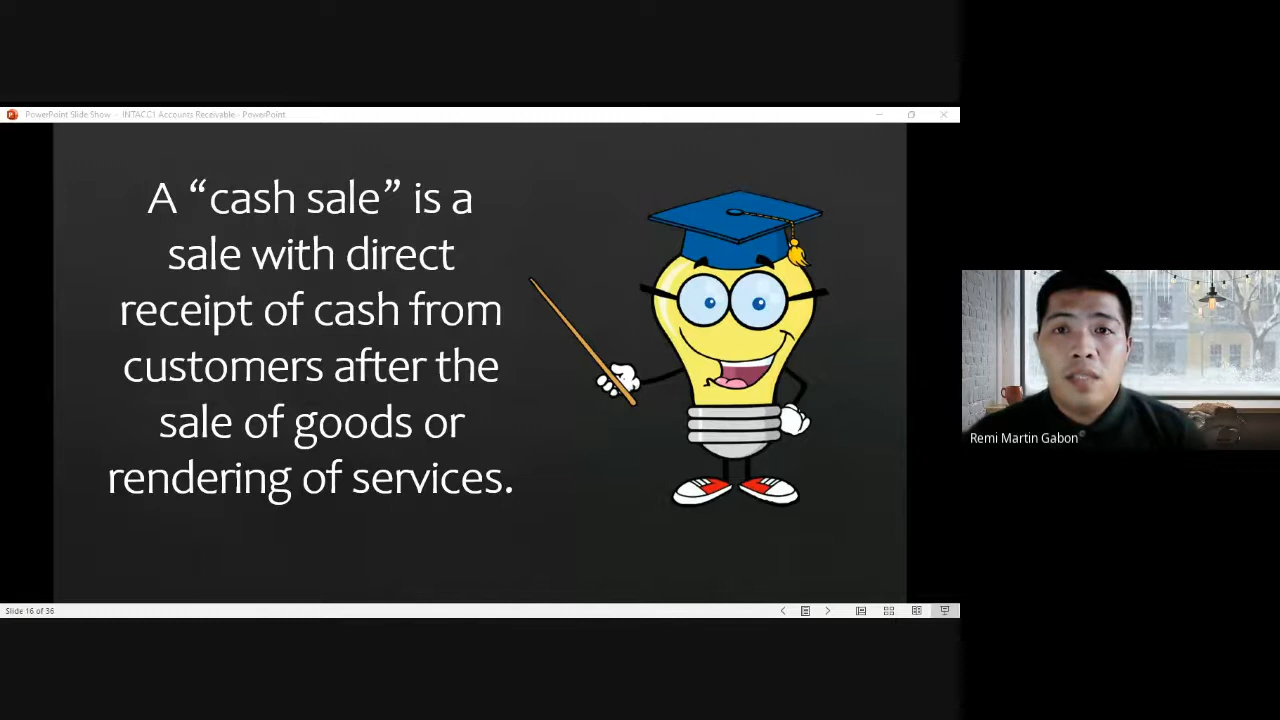 PowerPoint Slide Show - INTACC1 Accounts Receivable - PowerPoint
A “cash sale” is a
sale with direct
receipt of cash from
customers after the
sale of goods or
rendering of services.
Remi Martin Gabon
Slide 16 of 36